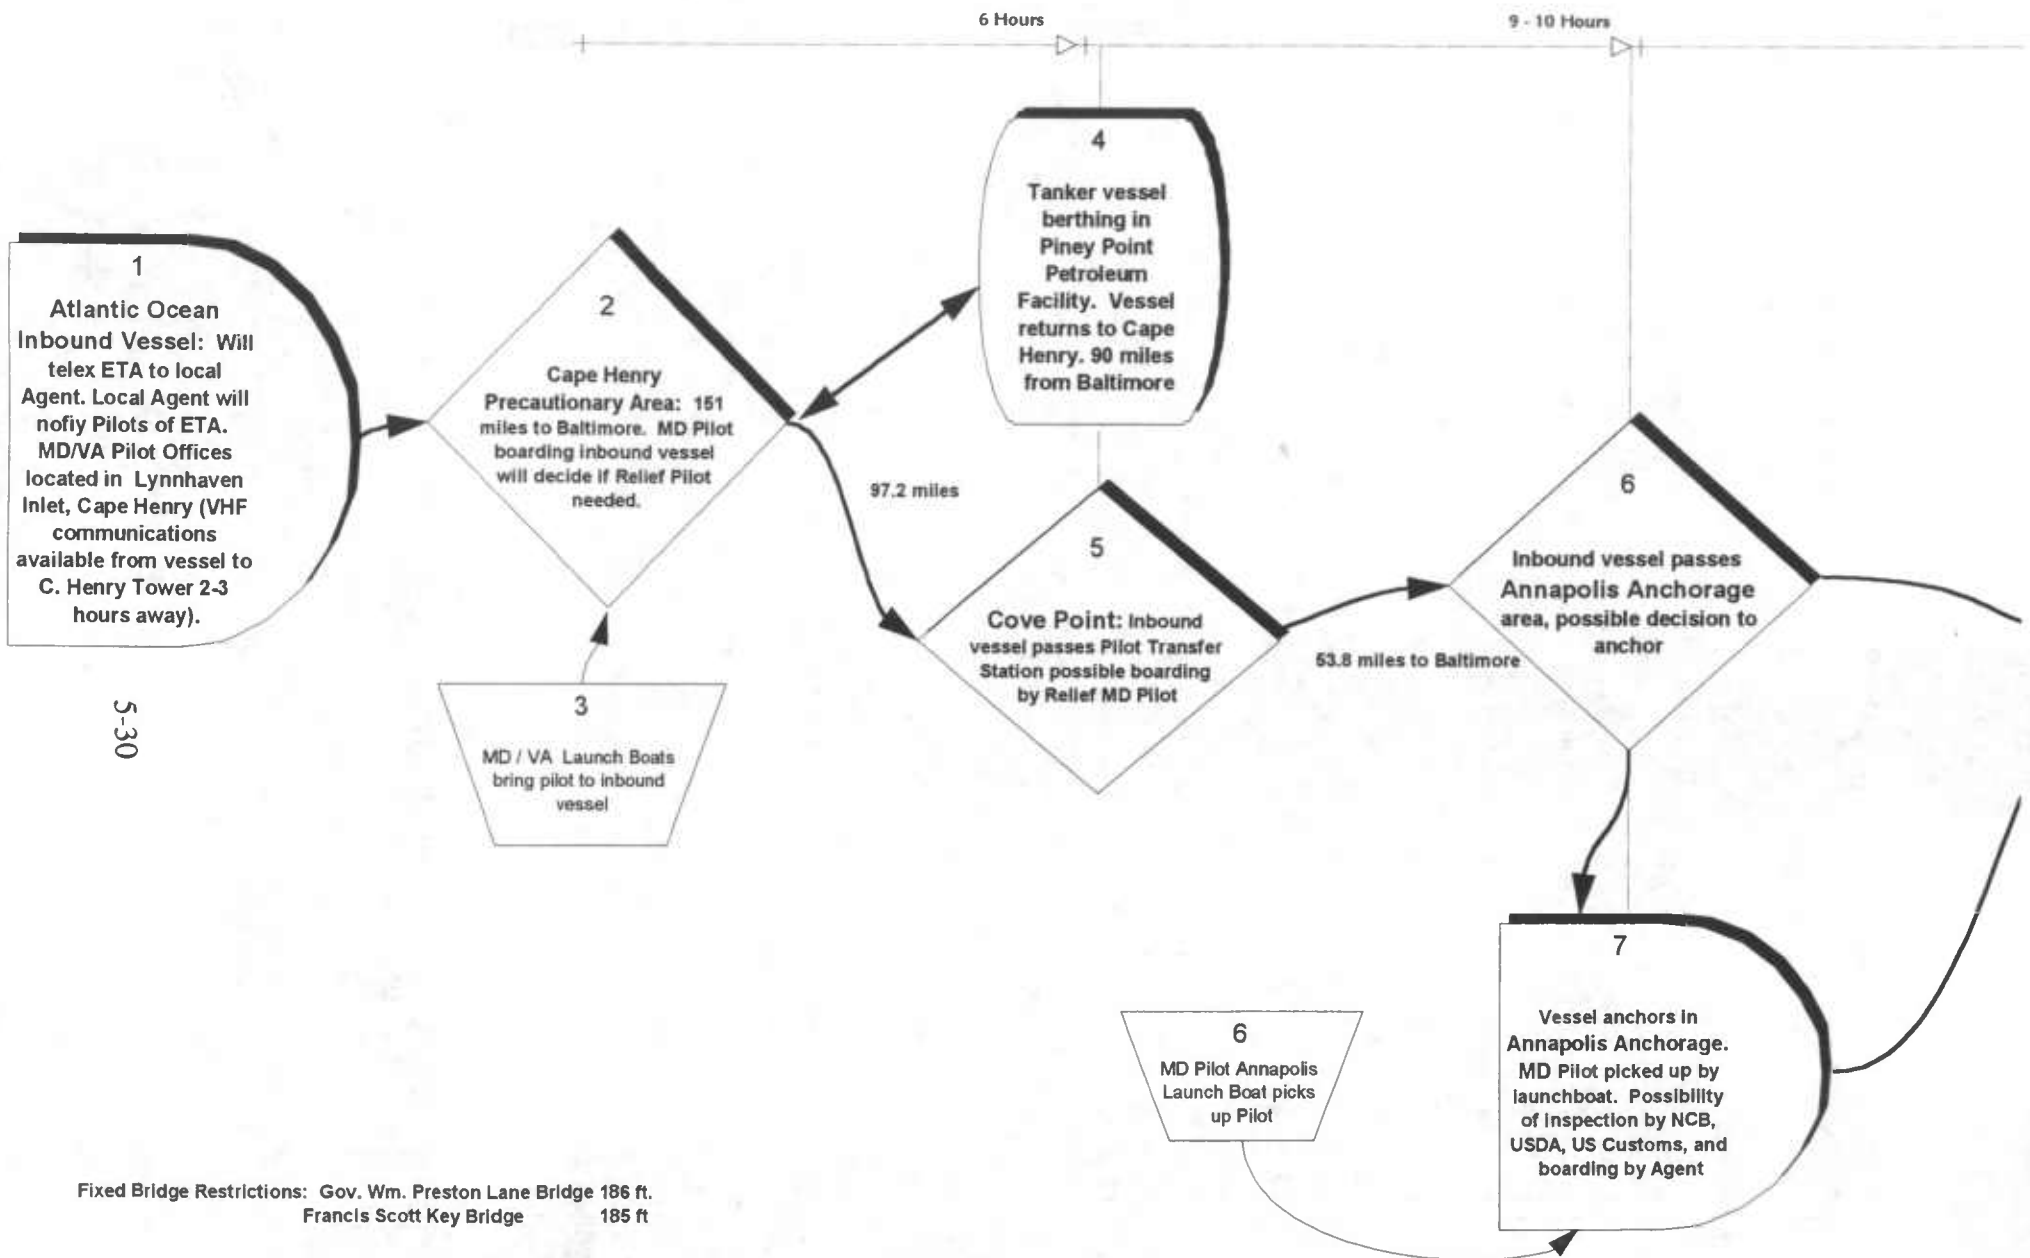 6 Hours
9 - 10 Hours
1
Atlantic Ocean
Inbound Vessel: Will
telex ETA to local
Agent. Local Agent will
nofiy Pilots of ETA.
MD/VA Pilot Offices
located in Lynnhaven
Inlet, Cape Henry (VHF
communications
available from vessel to
C. Henry Tower 2-3
hours away).
2
Cape Henry
Precautionary Area: 151
miles to Baltimore. MD Pilot
boarding inbound vessel
will decide if Relief Pilot
needed.
3
MD / VA Launch Boats
bring pilot to inbound
vessel
4
Tanker vessel
berthing in
Piney Point
Petroleum
Facility. Vessel
returns to Cape
Henry. 90 miles
from Baltimore
97.2 miles
5
Cove Point: Inbound
vessel passes Pilot Transfer
Station possible boarding
by Relief MD Pilot
53.8 miles to Baltimore
6
Inbound vessel passes
Annapolis Anchorage
area, possible decision to
anchor
6
MD Pilot Annapolis
Launch Boat picks
up Pilot
7
Vessel anchors in
Annapolis Anchorage.
MD Pilot picked up by
launchboat. Possibility
of inspection by NCB,
USDA, US Customs, and
boarding by Agent
5-30
Fixed Bridge Restrictions: Gov. Wm. Preston Lane Bridge 186 ft.
Francis Scott Key Bridge 185 ft